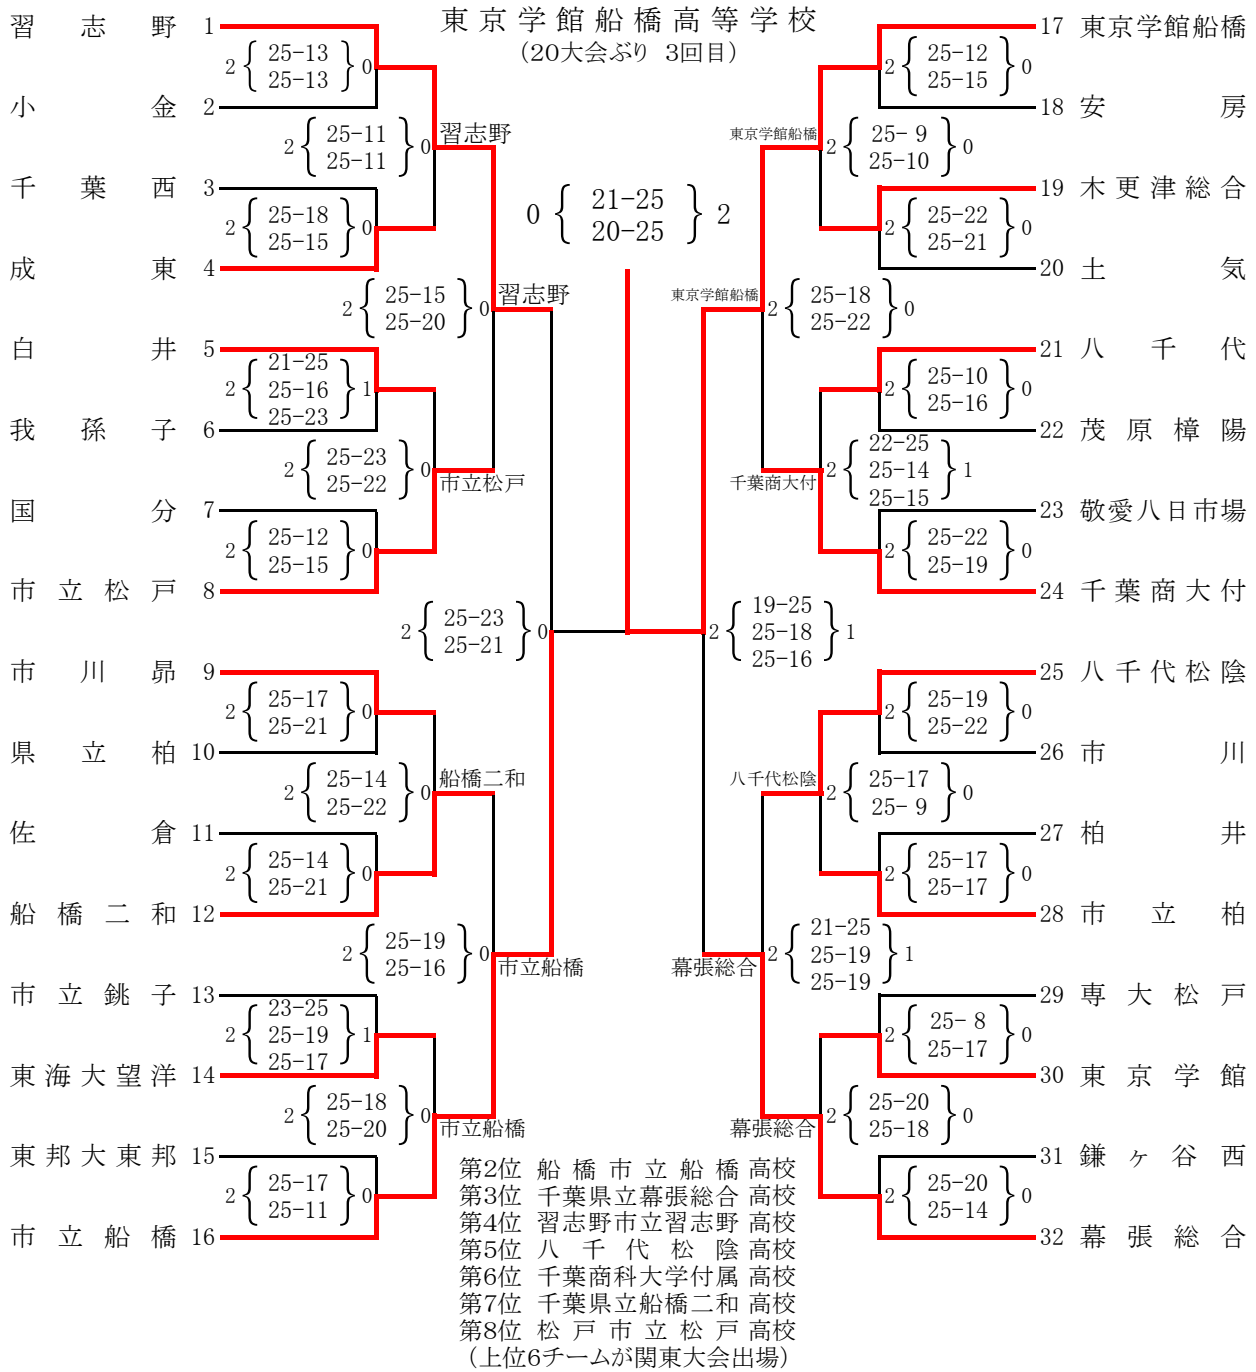 東京学館船橋高等学校
(20大会ぶり 3回目)
習志野 1
2 25-13 0
25-13
小金 2
2 25-11 0
25-11
習志野
千葉西 3
2 25-18 0
25-15
成東 4
2 25-15 0
25-20
習志野
白井 5
21-25
2 25-16 1
25-23
我孫子 6
2 25-23 0
25-22
市立松戸
国分 7
2 25-12 0
25-15
市立松戸 8
2 25-23 0
25-21
市川昴 9
2 25-17 0
25-21
県立柏 10
2 25-14 0
25-22
船橋二和
佐倉 11
2 25-14 0
25-21
船橋二和 12
2 25-19 0
25-16
市立船橋
市立銚子 13
23-25
2 25-19 1
25-17
東海大望洋 14
2 25-18 0
25-20
市立船橋
東邦大東邦 15
2 25-17 0
25-11
市立船橋 16
0 21-25 2
20-25
17 東京学館船橋
2 25-12 0
25-15
18 安房
東京学館船橋
2 25- 9 0
25-10
19 木更津総合
2 25-22 0
25-21
20 土気
東京学館船橋
2 25-18 0
25-22
21 八千代
2 25-10 0
25-16
22 茂原樟陽
22-25
2 25-14 1
25-15
千葉商大付
23 敬愛八日市場
2 25-22 0
25-19
24 千葉商大付
19-25
2 25-18 1
25-16
25 八千代松陰
2 25-19 0
25-22
26 市川
八千代松陰
2 25-17 0
25- 9
27 柏井
2 25-17 0
25-17
28 市立柏
21-25
2 25-19 1
25-19
幕張総合
29 専大松戸
2 25- 8 0
25-17
30 東京学館
2 25-20 0
25-18
幕張総合
31 鎌ヶ谷西
2 25-20 0
25-14
32 幕張総合
第2位 船橋市立船橋 高校
第3位 千葉県立幕張総合 高校
第4位 習志野市立習志野 高校
第5位 八千代松陰 高校
第6位 千葉商科大学付属 高校
第7位 千葉県立船橋二和 高校
第8位 松戸市立松戸 高校
(上位6チームが関東大会出場)